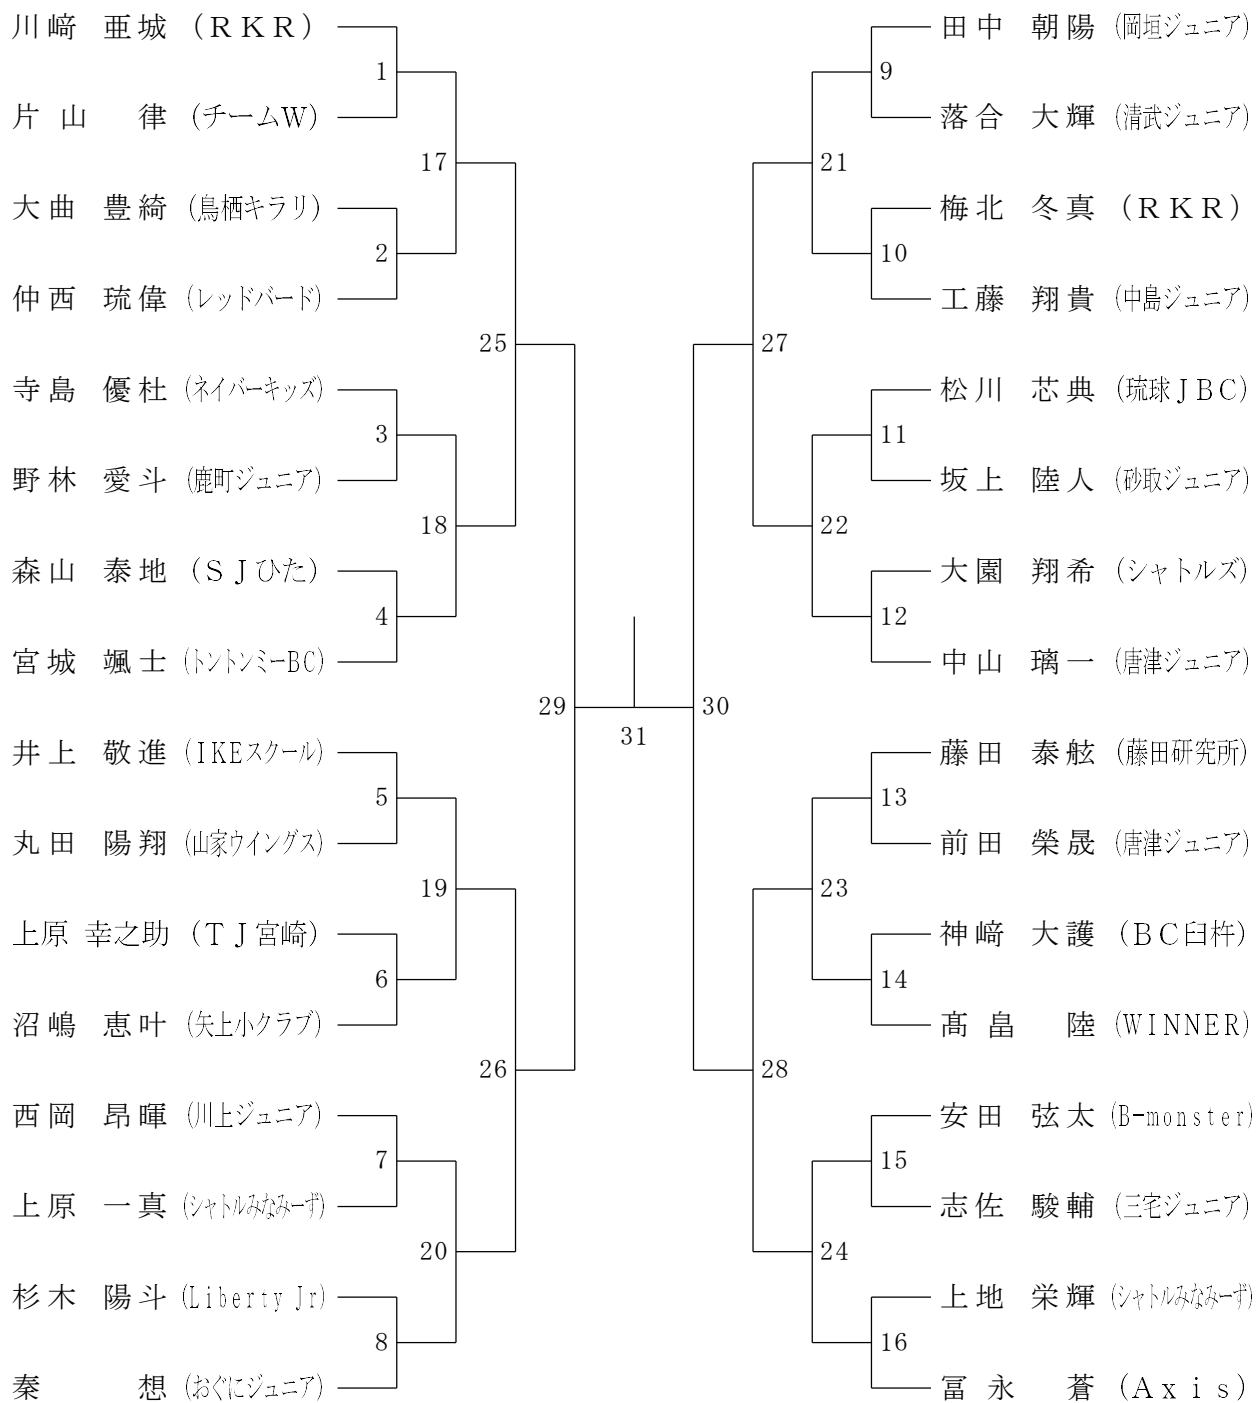 川﨑 亜城 (ＲＫＲ)
1
片山 律 (チームW)
17
大曲 豊綺 (鳥栖キラリ)
2
仲西 琉偉 (レッドバード)
25
寺島 優杜 (ネイバーキッズ)
3
野林 愛斗 (鹿町ジュニア)
18
森山 泰地 (ＳＪひた)
4
宮城 颯士 (トントンミーBC)
29
井上 敬進 (IKEスクール)
5
丸田 陽翔 (山家ウイングス)
19
上原 幸之助 (ＴＪ宮崎)
6
沼嶋 恵叶 (矢上小クラブ)
26
西岡 昂暉 (川上ジュニア)
7
上原 一真 (シャトルみなみーず)
20
杉木 陽斗 (Liberty Jr)
8
秦 想 (おぐにジュニア)
31
田中 朝陽 (岡垣ジュニア)
9
落合 大輝 (清武ジュニア)
21
梅北 冬真 (ＲＫＲ)
10
工藤 翔貴 (中島ジュニア)
27
松川 芯典 (琉球ＪＢＣ)
11
坂上 陸人 (砂取ジュニア)
22
大園 翔希 (シャトルズ)
12
中山 璃一 (唐津ジュニア)
30
藤田 泰舷 (藤田研究所)
13
前田 榮晟 (唐津ジュニア)
23
神﨑 大護 (ＢＣ臼杵)
14
髙畠 陸 (WINNER)
28
安田 弦太 (B-monster)
15
志佐 駿輔 (三宅ジュニア)
24
上地 栄輝 (シャトルみなみーず)
16
冨永 蒼 (Ａｘｉｓ)